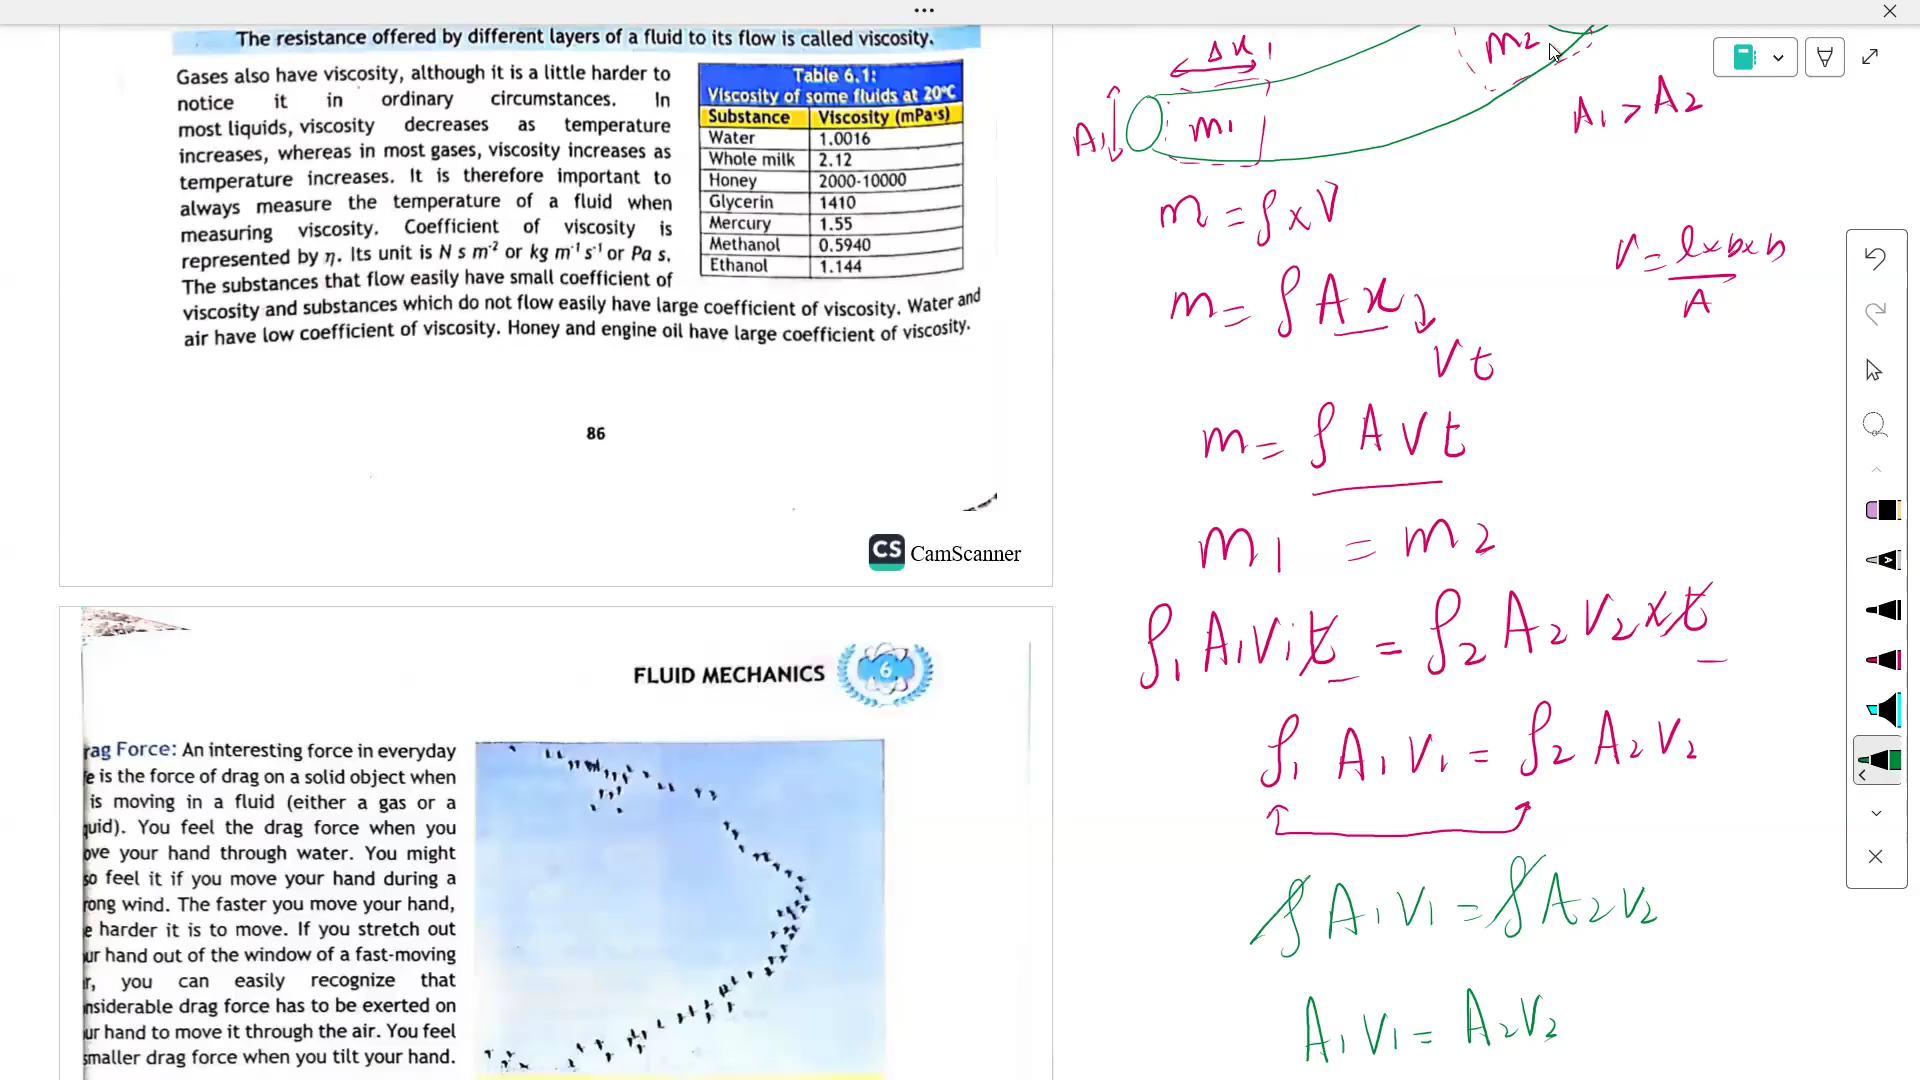 The resistance offered by different layers of a fluid to its flow is called viscosity.
Gases also have viscosity, although it is a little harder to
notice it in ordinary circumstances. In
most liquids, viscosity decreases as temperature
increases, whereas in most gases, viscosity increases as
temperature increases. It is therefore important to
always measure the temperature of a fluid when
measuring viscosity. Coefficient of viscosity is
represented by η. Its unit is N s m⁻² or kg m⁻¹ s⁻¹ or Pa s.
The substances that flow easily have small coefficient of
viscosity and substances which do not flow easily have large coefficient of viscosity. Water and
air have low coefficient of viscosity. Honey and engine oil have large coefficient of viscosity.
Table 6.1:
Viscosity of some fluids at 20°C
Substance Viscosity (mPa·s)
Water 1.0016
Whole milk 2.12
Honey 2000-10000
Glycerin 1410
Mercury 1.55
Methanol 0.5940
Ethanol 1.144
86
CS CamScanner
FLUID MECHANICS 6
rag Force: An interesting force in everyday
fe is the force of drag on a solid object when
is moving in a fluid (either a gas or a
quid). You feel the drag force when you
ove your hand through water. You might
so feel it if you move your hand during a
rong wind. The faster you move your hand,
e harder it is to move. If you stretch out
ur hand out of the window of a fast-moving
r, you can easily recognize that
nsiderable drag force has to be exerted on
ur hand to move it through the air. You feel
smaller drag force when you tilt your hand.
Δx1
m2
A1
m1
A1 > A2
m = ρ x V
V = l x b x h
A
m = ρ A x
V t
m = ρ A V t
m1 = m2
ρ1 A1 V1 t = ρ2 A2 V2 x t
ρ1 A1 V1 = ρ2 A2 V2
ρ A1 V1 = ρ A2 V2
A1 V1 = A2 V2